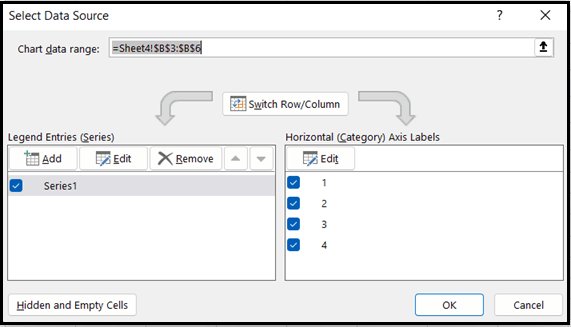 Select Data Source
?
Chart data range: =Sheet4!$B$3:$B$6
Switch Row/Column
Legend Entries (Series)
Horizontal (Category) Axis Labels
Add Edit Remove
Edit
Series1
1
2
3
4
Hidden and Empty Cells
OK Cancel